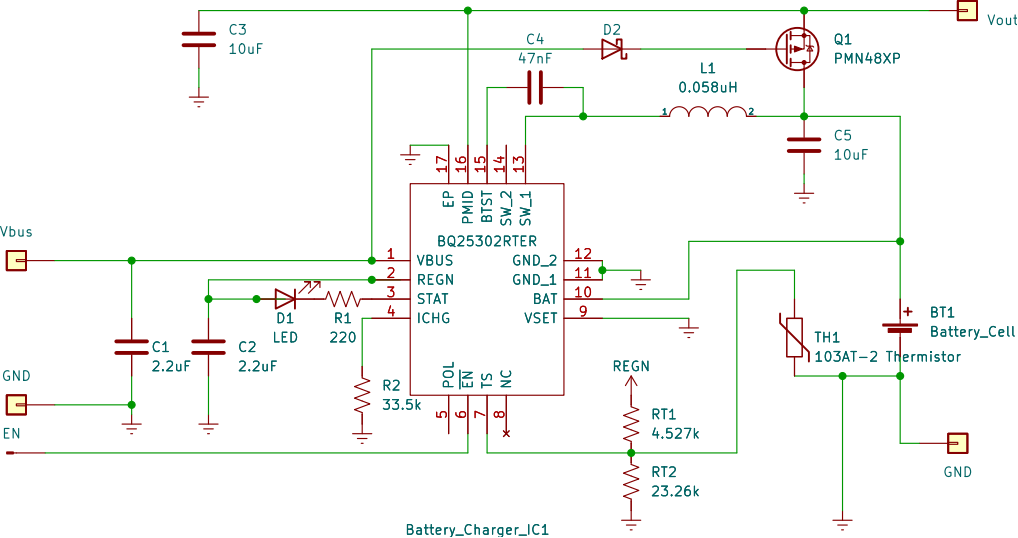 Vout
C3
10uF
D2
Q1
PMN48XP
C4
47nF
L1
0.058uH
1
2
C5
10uF
17
16
15
14
13
EP
PMID
BTST
SW_2
SW_1
BQ25302RTER
Vbus
1
VBUS
2
REGN
3
STAT
4
ICHG
GND_2
12
GND_1
11
BAT
10
VSET
9
D1
LED
R1
220
C1
2.2uF
C2
2.2uF
GND
EN
R2
33.5k
POL
EN
TS
NC
5
6
7
8
REGN
RT1
4.527k
RT2
23.26k
TH1
103AT-2 Thermistor
+
BT1
Battery_Cell
GND
Battery_Charger_IC1